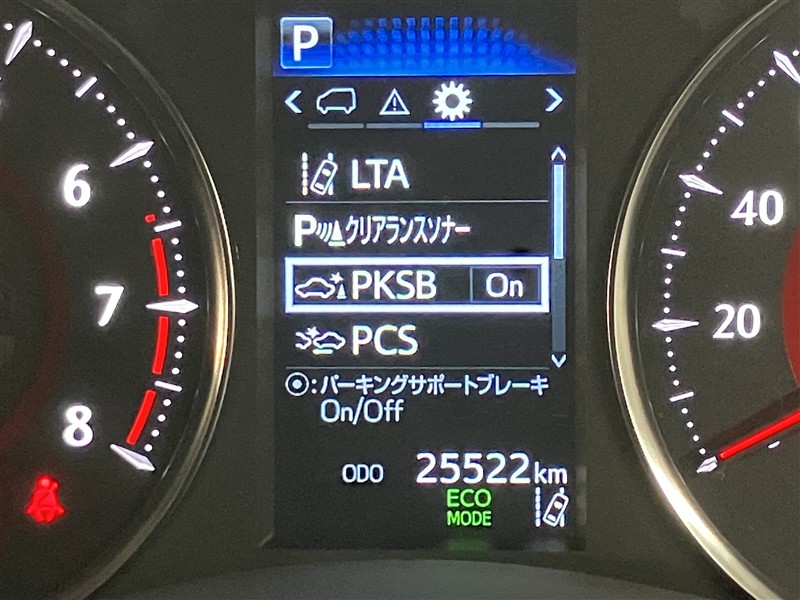 P
LTA
Pクリアランスソナー
PKSB On
PCS
:パーキングサポートブレーキ
On/Off
ODO 25522km
ECO
MODE
6
7
8
40
20